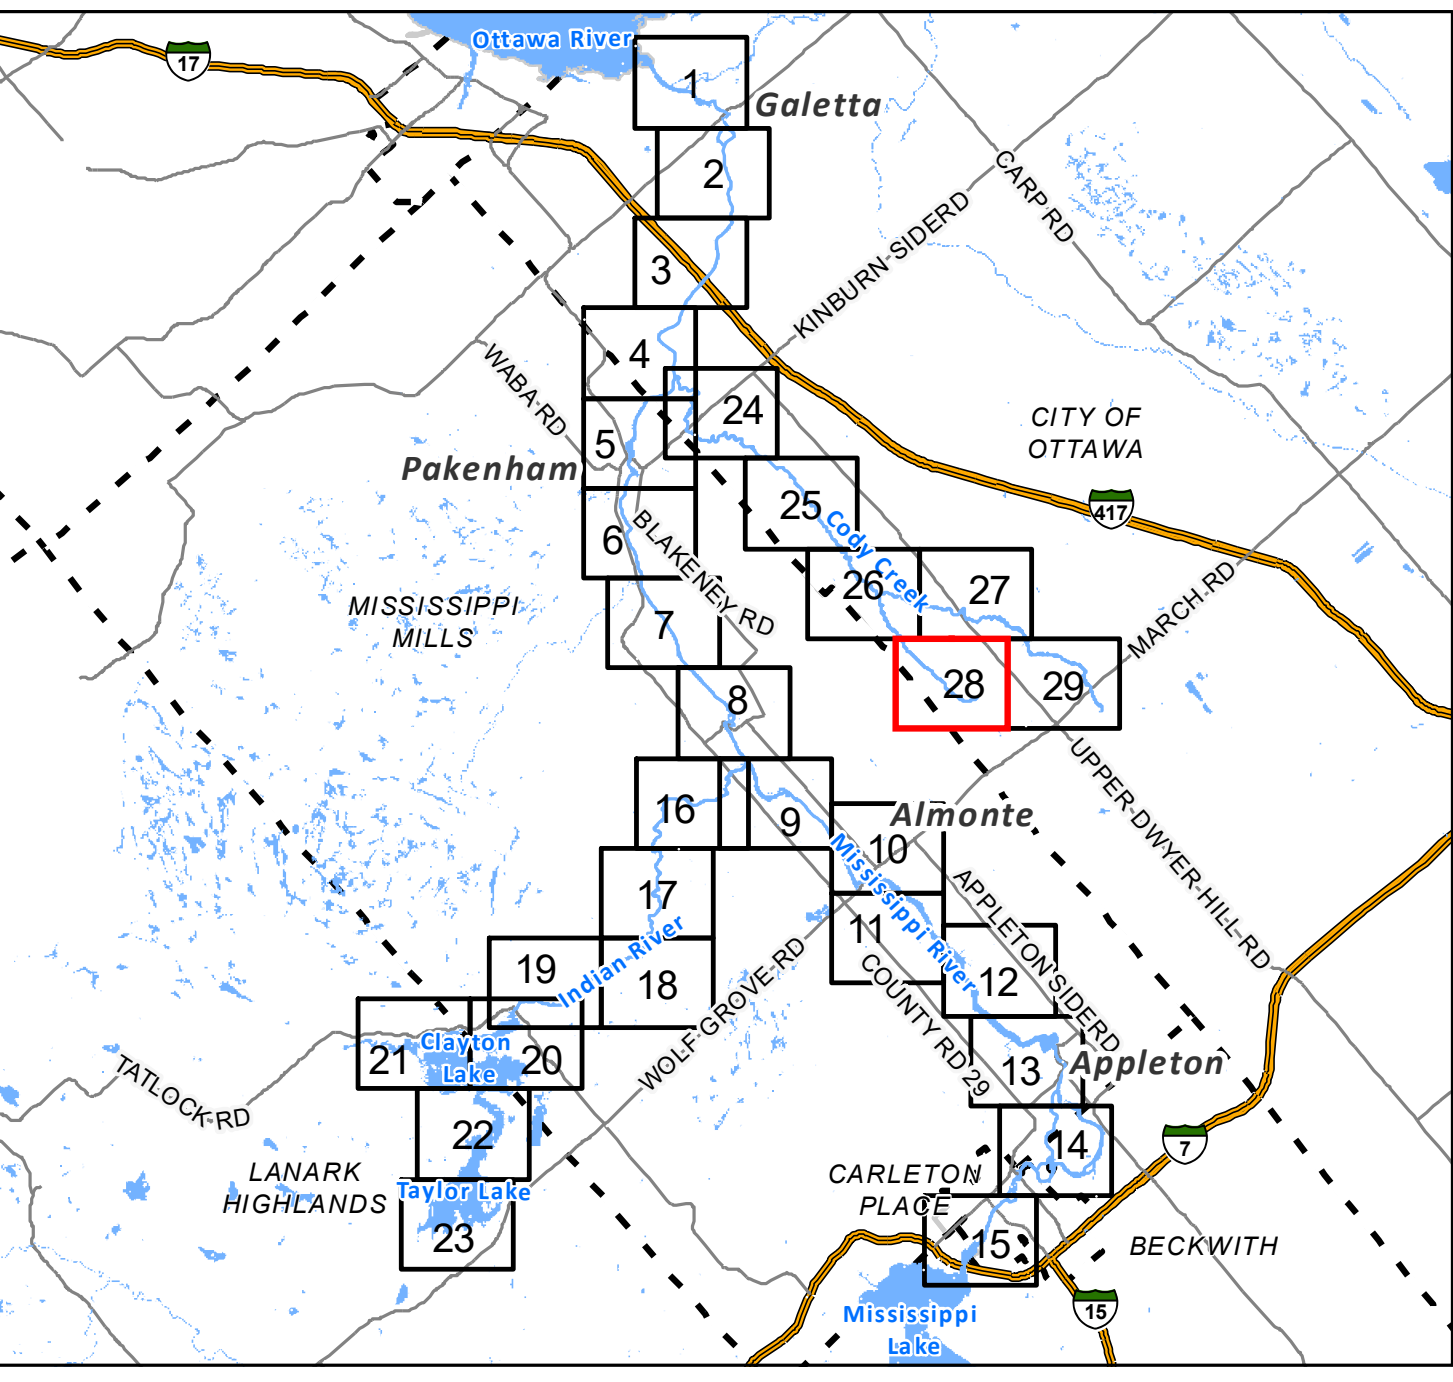 Ottawa River
17
1
Galetta
2
CARP RD
KINBURN SIDERD
3
4
WABA RD
24
CITY OF
OTTAWA
5
Pakenham
25
417
Cody Creek
6
BLAKENEY RD
26
27
MISSISSIPPI
MILLS
7
MARCH RD
28
29
8
UPPER DWYER HILL RD
16
9
Almonte
10
Mississippi River
17
APPLETON SIDERD
11
Indian River
19
18
12
WOLF GROVE RD
COUNTY RD 29
21
Clayton
Lake
20
13
Appleton
TATLOCK RD
22
14
7
LANARK
HIGHLANDS
Taylor Lake
CARLETON
PLACE
23
15
BECKWITH
15
Mississippi
Lake